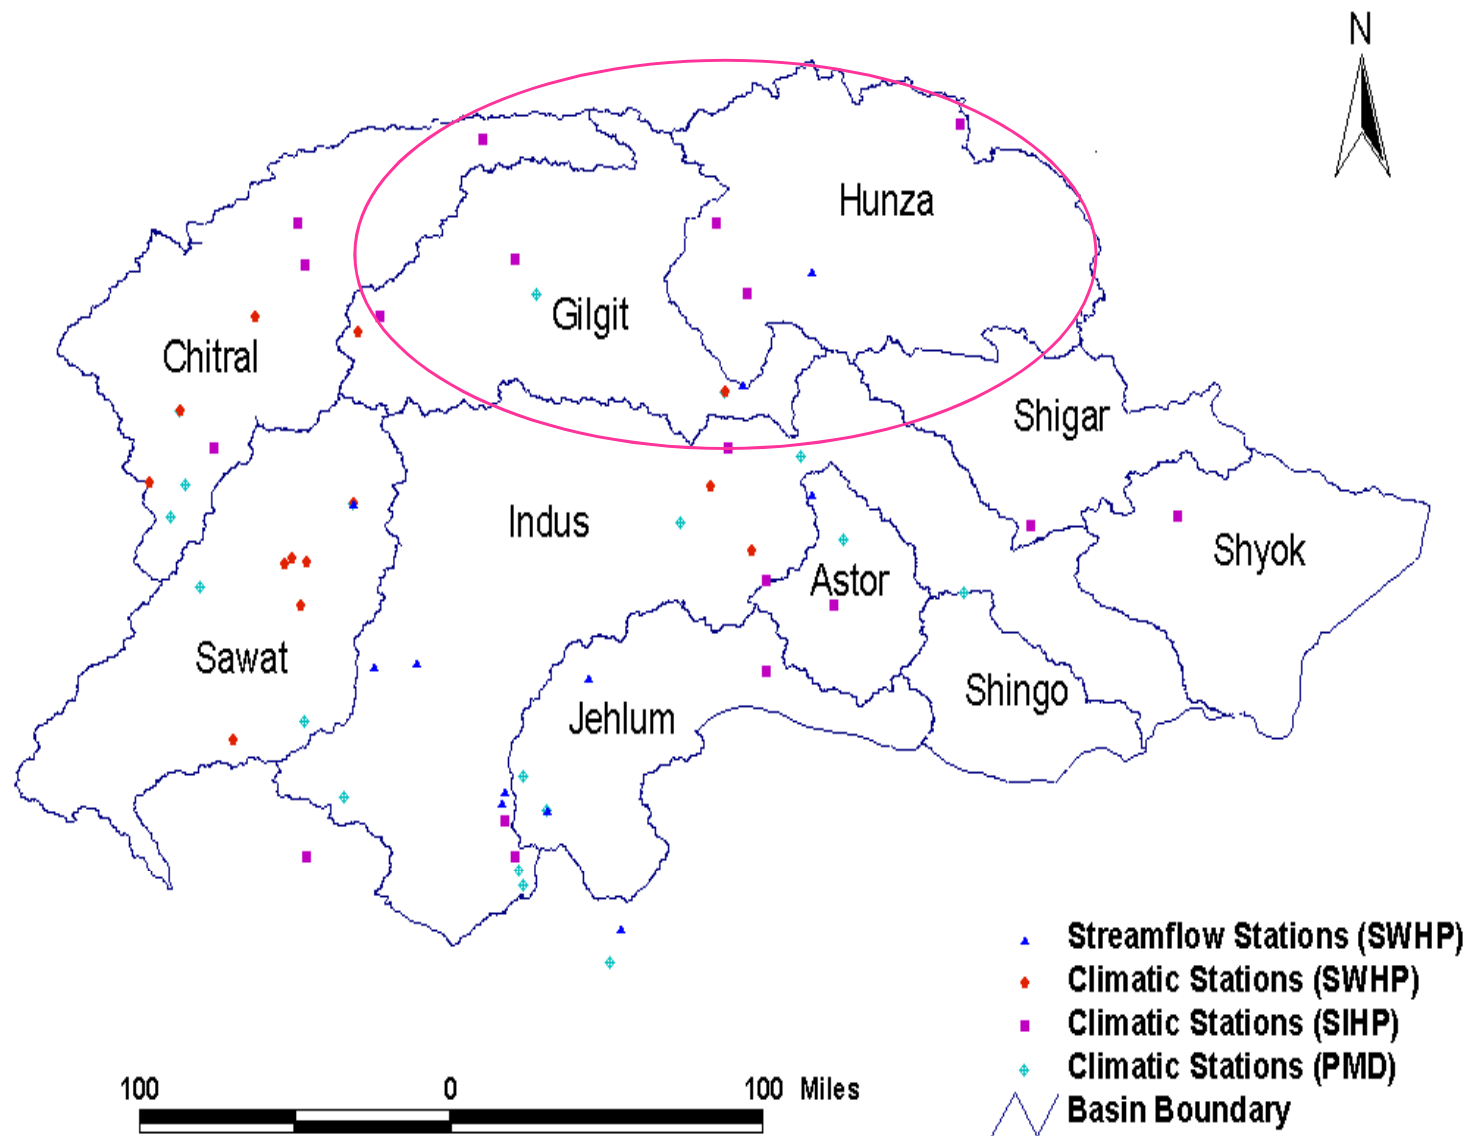 N
Hunza
Gilgit
Chitral
Shigar
Indus
Shyok
Astor
Sawat
Shingo
Jehlum
Streamflow Stations (SWHP)
Climatic Stations (SWHP)
Climatic Stations (SIHP)
Climatic Stations (PMD)
Basin Boundary
100 0 100 Miles